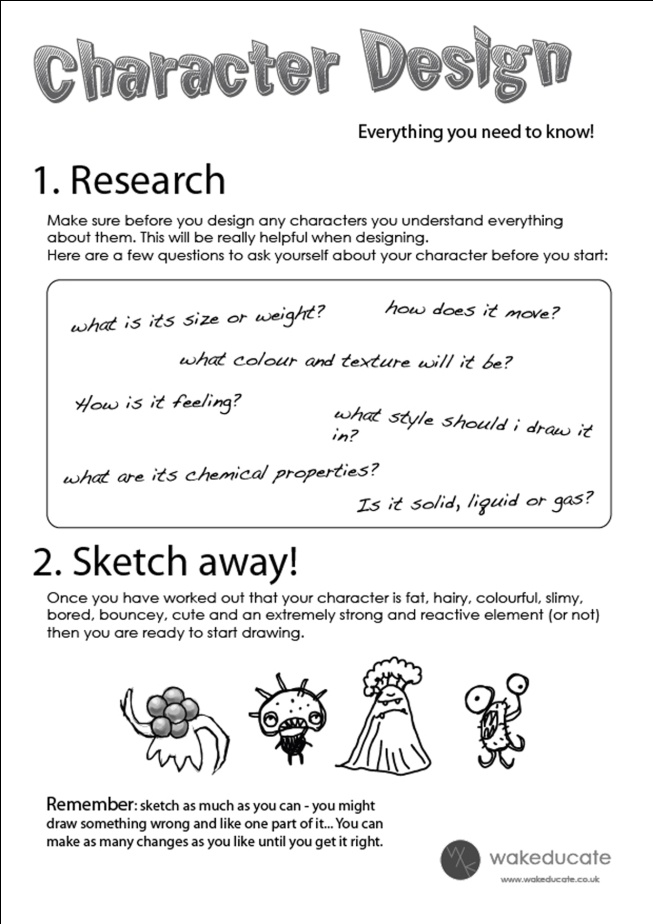 Character Design
Everything you need to know!
1. Research
Make sure before you design any characters you understand everything
about them. This will be really helpful when designing.
Here are a few questions to ask yourself about your character before you start:
what is its size or weight?
how does it move?
what colour and texture will it be?
How is it feeling?
what style should i draw it
in?
what are its chemical properties?
Is it solid, liquid or gas?
2. Sketch away!
Once you have worked out that your character is fat, hairy, colourful, slimy,
bored, bouncey, cute and an extremely strong and reactive element (or not)
then you are ready to start drawing.
Remember: sketch as much as you can - you might
draw something wrong and like one part of it... You can
make as many changes as you like until you get it right.
wakeducate
www.wakeducate.co.uk